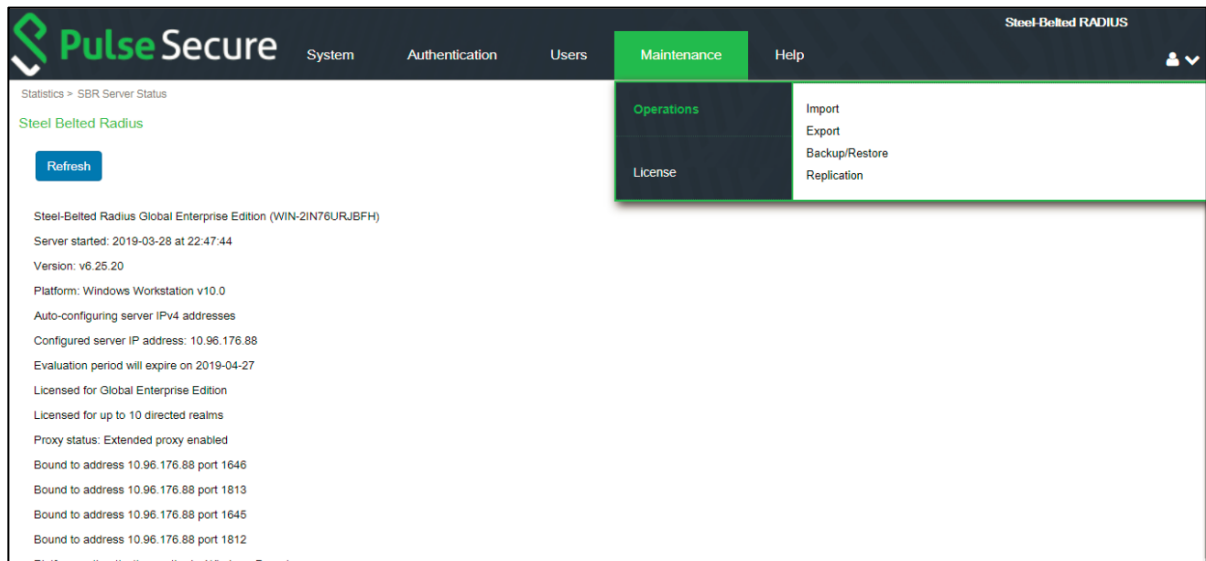 Steel-Belted RADIUS
Pulse Secure
System Authentication Users Maintenance Help
Statistics > SBR Server Status
Steel Belted Radius
Refresh
Operations
License
Import
Export
Backup/Restore
Replication
Steel-Belted Radius Global Enterprise Edition (WIN-2IN76URJBFH)
Server started: 2019-03-28 at 22:47:44
Version: v6.25.20
Platform: Windows Workstation v10.0
Auto-configuring server IPv4 addresses
Configured server IP address: 10.96.176.88
Evaluation period will expire on 2019-04-27
Licensed for Global Enterprise Edition
Licensed for up to 10 directed realms
Proxy status: Extended proxy enabled
Bound to address 10.96.176.88 port 1646
Bound to address 10.96.176.88 port 1813
Bound to address 10.96.176.88 port 1645
Bound to address 10.96.176.88 port 1812